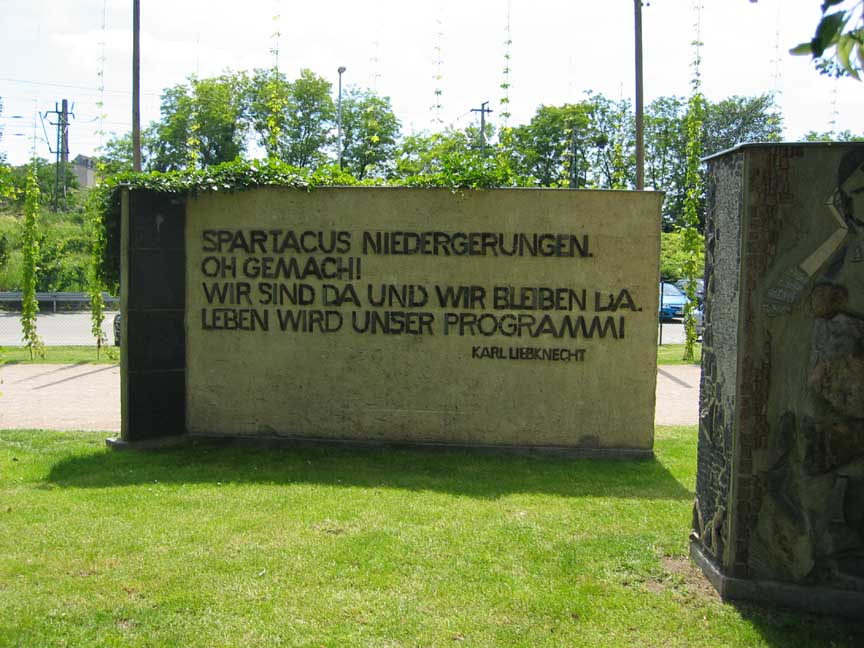 SPARTACUS NIEDERGERUNGEN.
OH GEMACH!
WIR SIND DA UND WIR BLEIBEN DA.
LEBEN WIRD UNSER PROGRAMM!
KARL LIEBKNECHT